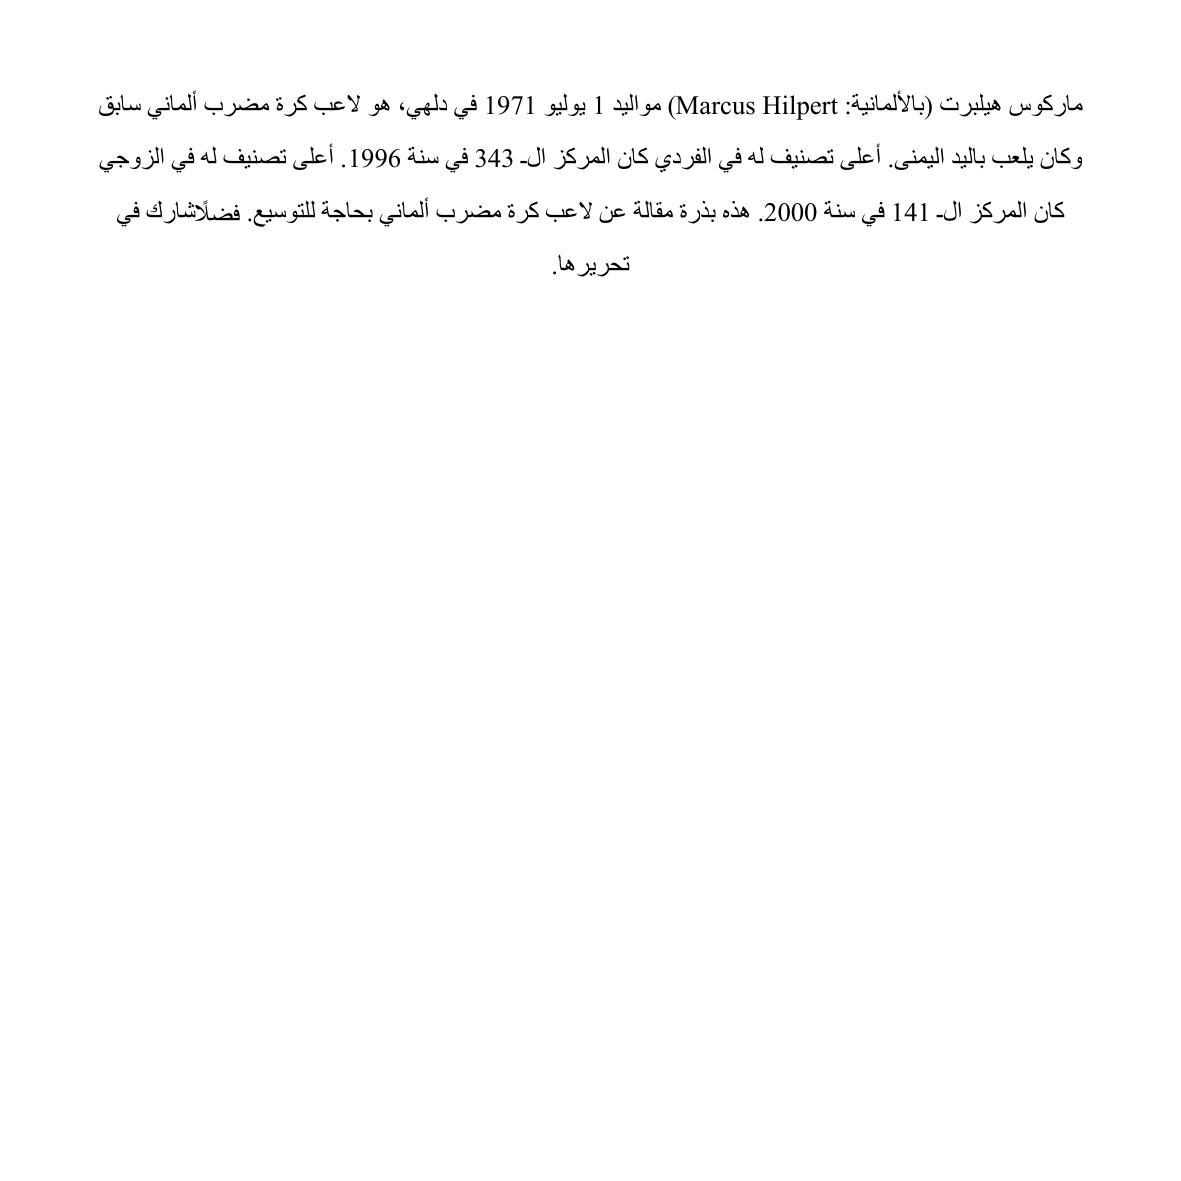 ماركوس هيلبرت (بالألمانية: Marcus Hilpert) مواليد 1 يوليو 1971 في دلهي، هو لاعب كرة مضرب ألماني سابق
وكان يلعب باليد اليمنى. أعلى تصنيف له في الفردي كان المركز الـ 343 في سنة 1996. أعلى تصنيف له في الزوجي
كان المركز الـ 141 في سنة 2000. هذه بذرة مقالة عن لاعب كرة مضرب ألماني بحاجة للتوسيع. فضلًاشارك في
تحريرها.